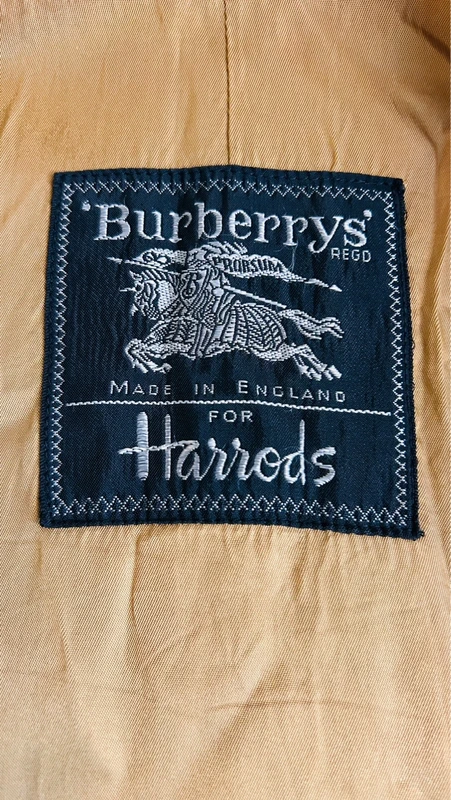 'Burberrys'
REGD
PRORSUM
B
MADE IN ENGLAND
FOR
Harrods